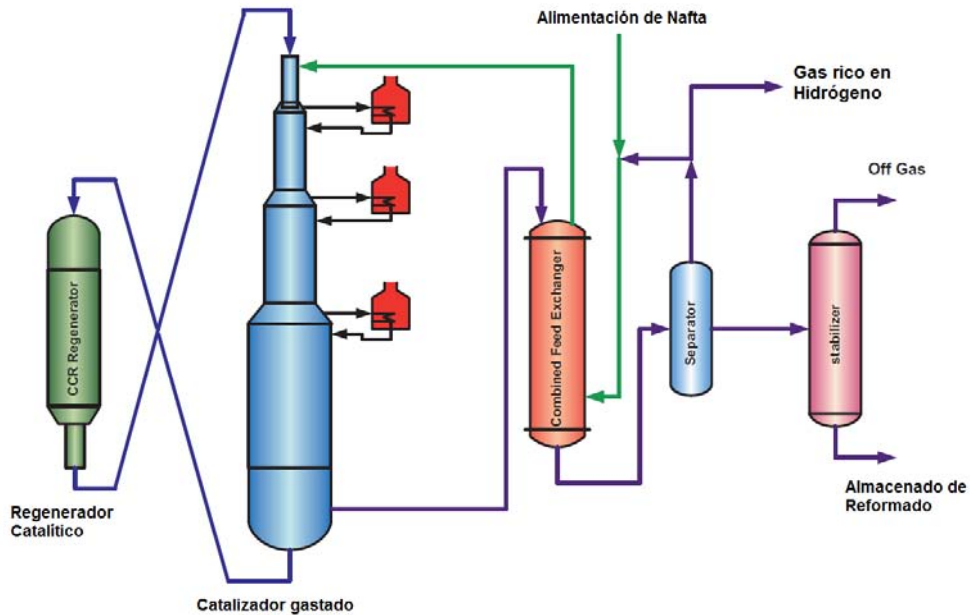 Alimentación de Nafta
Gas rico en
Hidrógeno
Off Gas
CCR Regenerator
Combined Feed Exchanger
Separator
stabilizer
Regenerador
Catalítico
Almacenado de
Reformado
Catalizador gastado